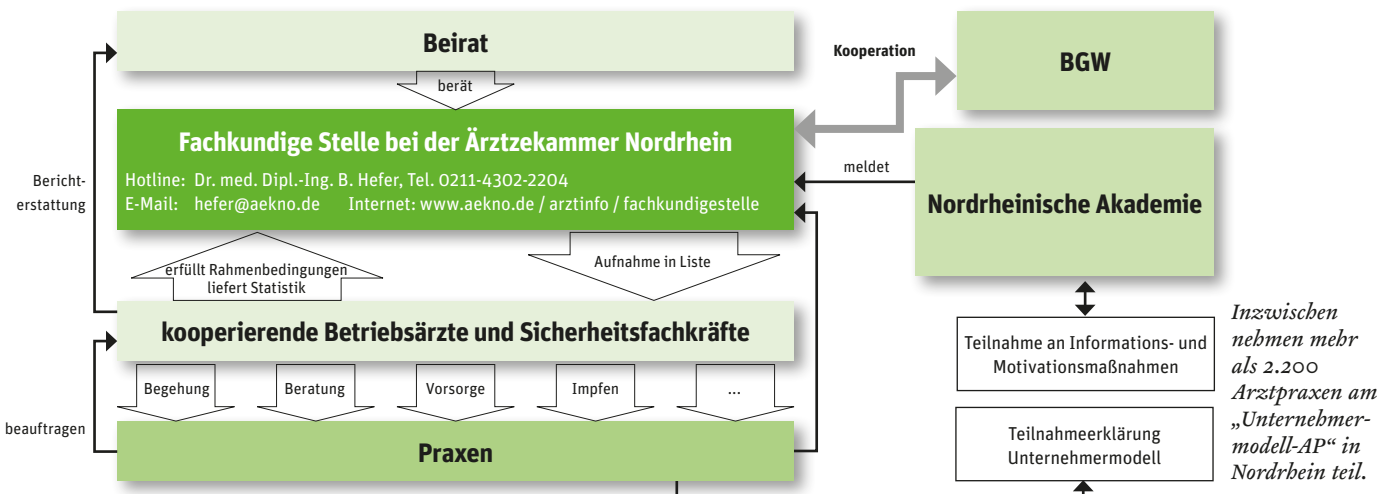 Beirat
Kooperation
BGW
berät
Fachkundige Stelle bei der Ärtzekammer Nordrhein
Hotline: Dr. med. Dipl.-Ing. B. Hefer, Tel. 0211-4302-2204
E-Mail: hefer@aekno.de Internet: www.aekno.de / arztinfo / fachkundigestelle
Bericht-
erstattung
meldet
Nordrheinische Akademie
erfüllt Rahmenbedingungen
liefert Statistik
Aufnahme in Liste
kooperierende Betriebsärzte und Sicherheitsfachkräfte
Teilnahme an Informations- und
Motivationsmaßnahmen
Begehung
Beratung
Vorsorge
Impfen
...
beauftragen
Praxen
Teilnahmeerklärung
Unternehmermodell
Inzwischen
nehmen mehr
als 2.200
Arztpraxen am
„Unternehmer-
modell-AP“ in
Nordrhein teil.